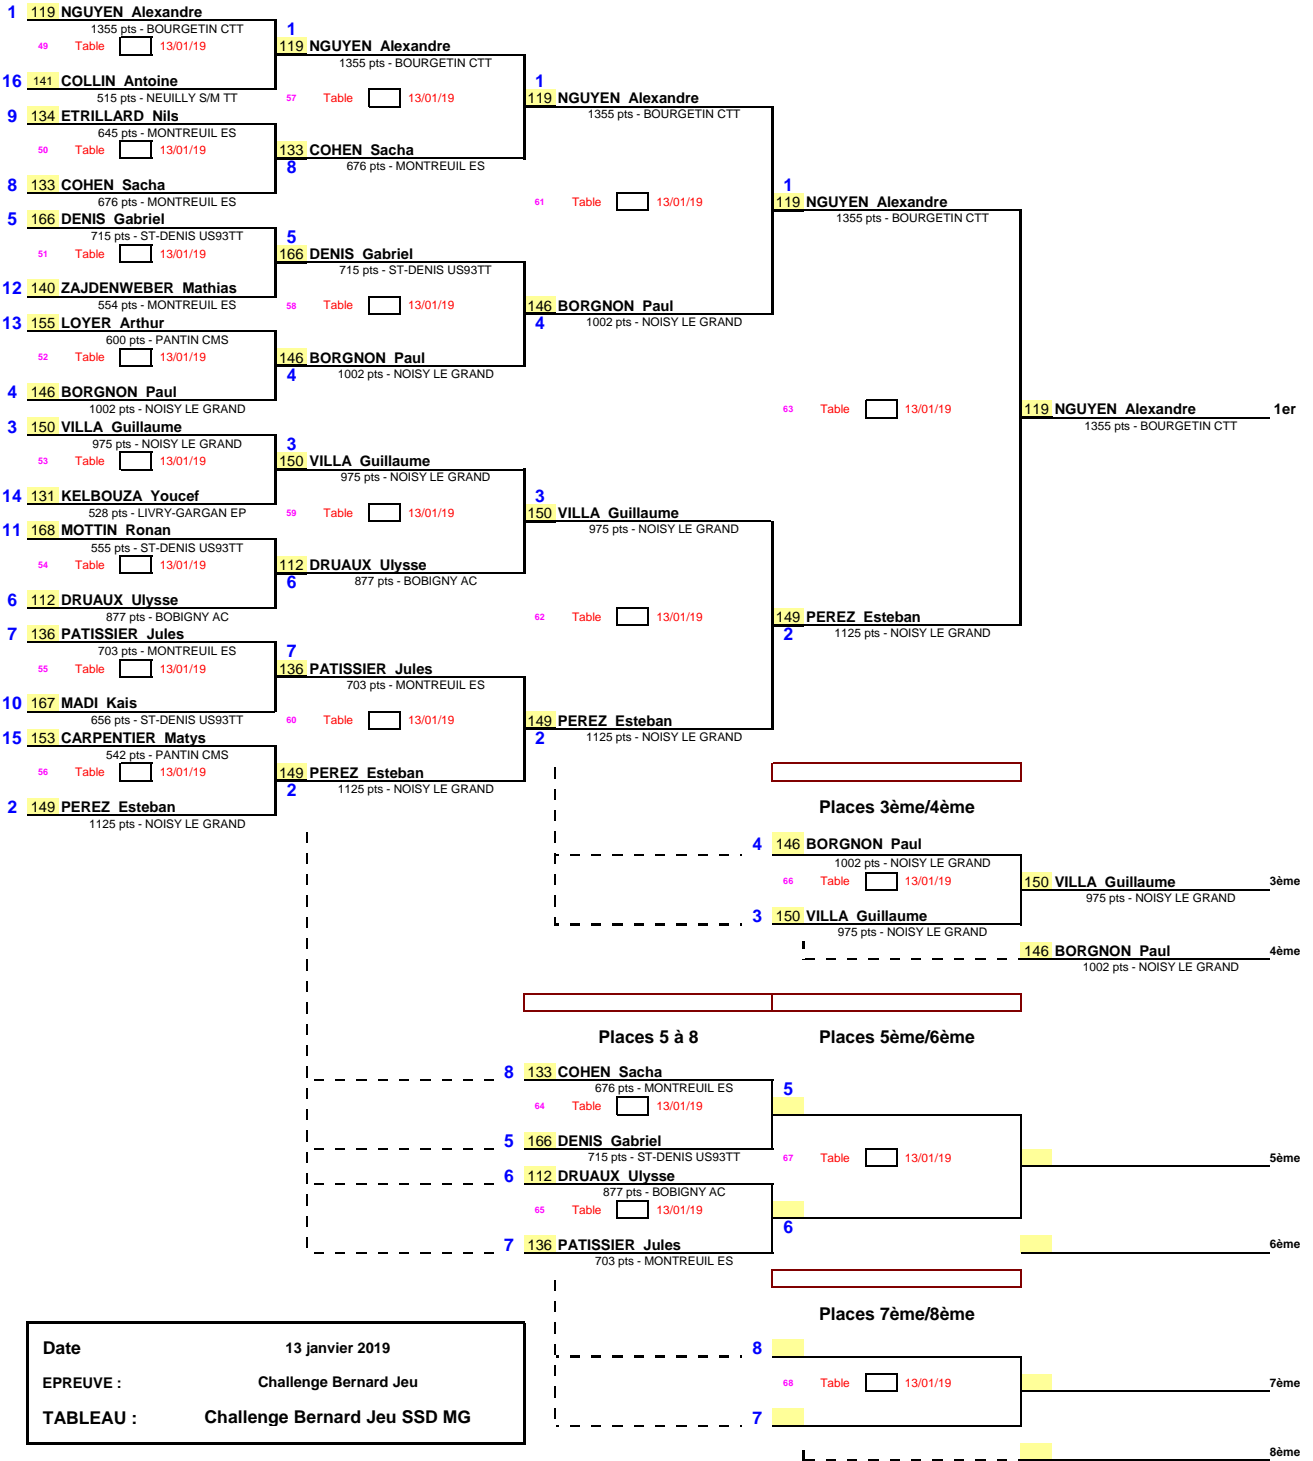 1 119 NGUYEN Alexandre
1355 pts - BOURGETIN CTT
49 Table 13/01/19
16 141 COLLIN Antoine
515 pts - NEUILLY S/M TT
9 134 ETRILLARD Nils
645 pts - MONTREUIL ES
50 Table 13/01/19
8 133 COHEN Sacha
676 pts - MONTREUIL ES
5 166 DENIS Gabriel
715 pts - ST-DENIS US93TT
51 Table 13/01/19
12 140 ZAJDENWEBER Mathias
554 pts - MONTREUIL ES
13 155 LOYER Arthur
600 pts - PANTIN CMS
52 Table 13/01/19
4 146 BORGNON Paul
1002 pts - NOISY LE GRAND
3 150 VILLA Guillaume
975 pts - NOISY LE GRAND
53 Table 13/01/19
14 131 KELBOUZA Youcef
528 pts - LIVRY-GARGAN EP
11 168 MOTTIN Ronan
555 pts - ST-DENIS US93TT
54 Table 13/01/19
6 112 DRUAUX Ulysse
877 pts - BOBIGNY AC
7 136 PATISSIER Jules
703 pts - MONTREUIL ES
55 Table 13/01/19
10 167 MADI Kais
656 pts - ST-DENIS US93TT
15 153 CARPENTIER Matys
542 pts - PANTIN CMS
56 Table 13/01/19
2 149 PEREZ Esteban
1125 pts - NOISY LE GRAND
1
119 NGUYEN Alexandre
1355 pts - BOURGETIN CTT
57 Table 13/01/19
133 COHEN Sacha
8
676 pts - MONTREUIL ES
5
166 DENIS Gabriel
715 pts - ST-DENIS US93TT
58 Table 13/01/19
146 BORGNON Paul
4
1002 pts - NOISY LE GRAND
3
150 VILLA Guillaume
975 pts - NOISY LE GRAND
59 Table 13/01/19
112 DRUAUX Ulysse
6
877 pts - BOBIGNY AC
7
136 PATISSIER Jules
703 pts - MONTREUIL ES
60 Table 13/01/19
149 PEREZ Esteban
2
1125 pts - NOISY LE GRAND
1
119 NGUYEN Alexandre
1355 pts - BOURGETIN CTT
61 Table 13/01/19
146 BORGNON Paul
4
1002 pts - NOISY LE GRAND
3
150 VILLA Guillaume
975 pts - NOISY LE GRAND
62 Table 13/01/19
149 PEREZ Esteban
2
1125 pts - NOISY LE GRAND
1
119 NGUYEN Alexandre
1355 pts - BOURGETIN CTT
63 Table 13/01/19
149 PEREZ Esteban
2
1125 pts - NOISY LE GRAND
119 NGUYEN Alexandre 1er
1355 pts - BOURGETIN CTT
Places 3ème/4ème
4 146 BORGNON Paul
1002 pts - NOISY LE GRAND
66 Table 13/01/19
3 150 VILLA Guillaume
975 pts - NOISY LE GRAND
150 VILLA Guillaume 3ème
975 pts - NOISY LE GRAND
146 BORGNON Paul 4ème
1002 pts - NOISY LE GRAND
Places 5 à 8
8 133 COHEN Sacha
676 pts - MONTREUIL ES
64 Table 13/01/19
5 166 DENIS Gabriel
715 pts - ST-DENIS US93TT
6 112 DRUAUX Ulysse
877 pts - BOBIGNY AC
65 Table 13/01/19
7 136 PATISSIER Jules
703 pts - MONTREUIL ES
Places 5ème/6ème
5
67 Table 13/01/19
6
5ème
6ème
Places 7ème/8ème
8
68 Table 13/01/19
7
7ème
8ème
Date 13 janvier 2019
EPREUVE : Challenge Bernard Jeu
TABLEAU : Challenge Bernard Jeu SSD MG